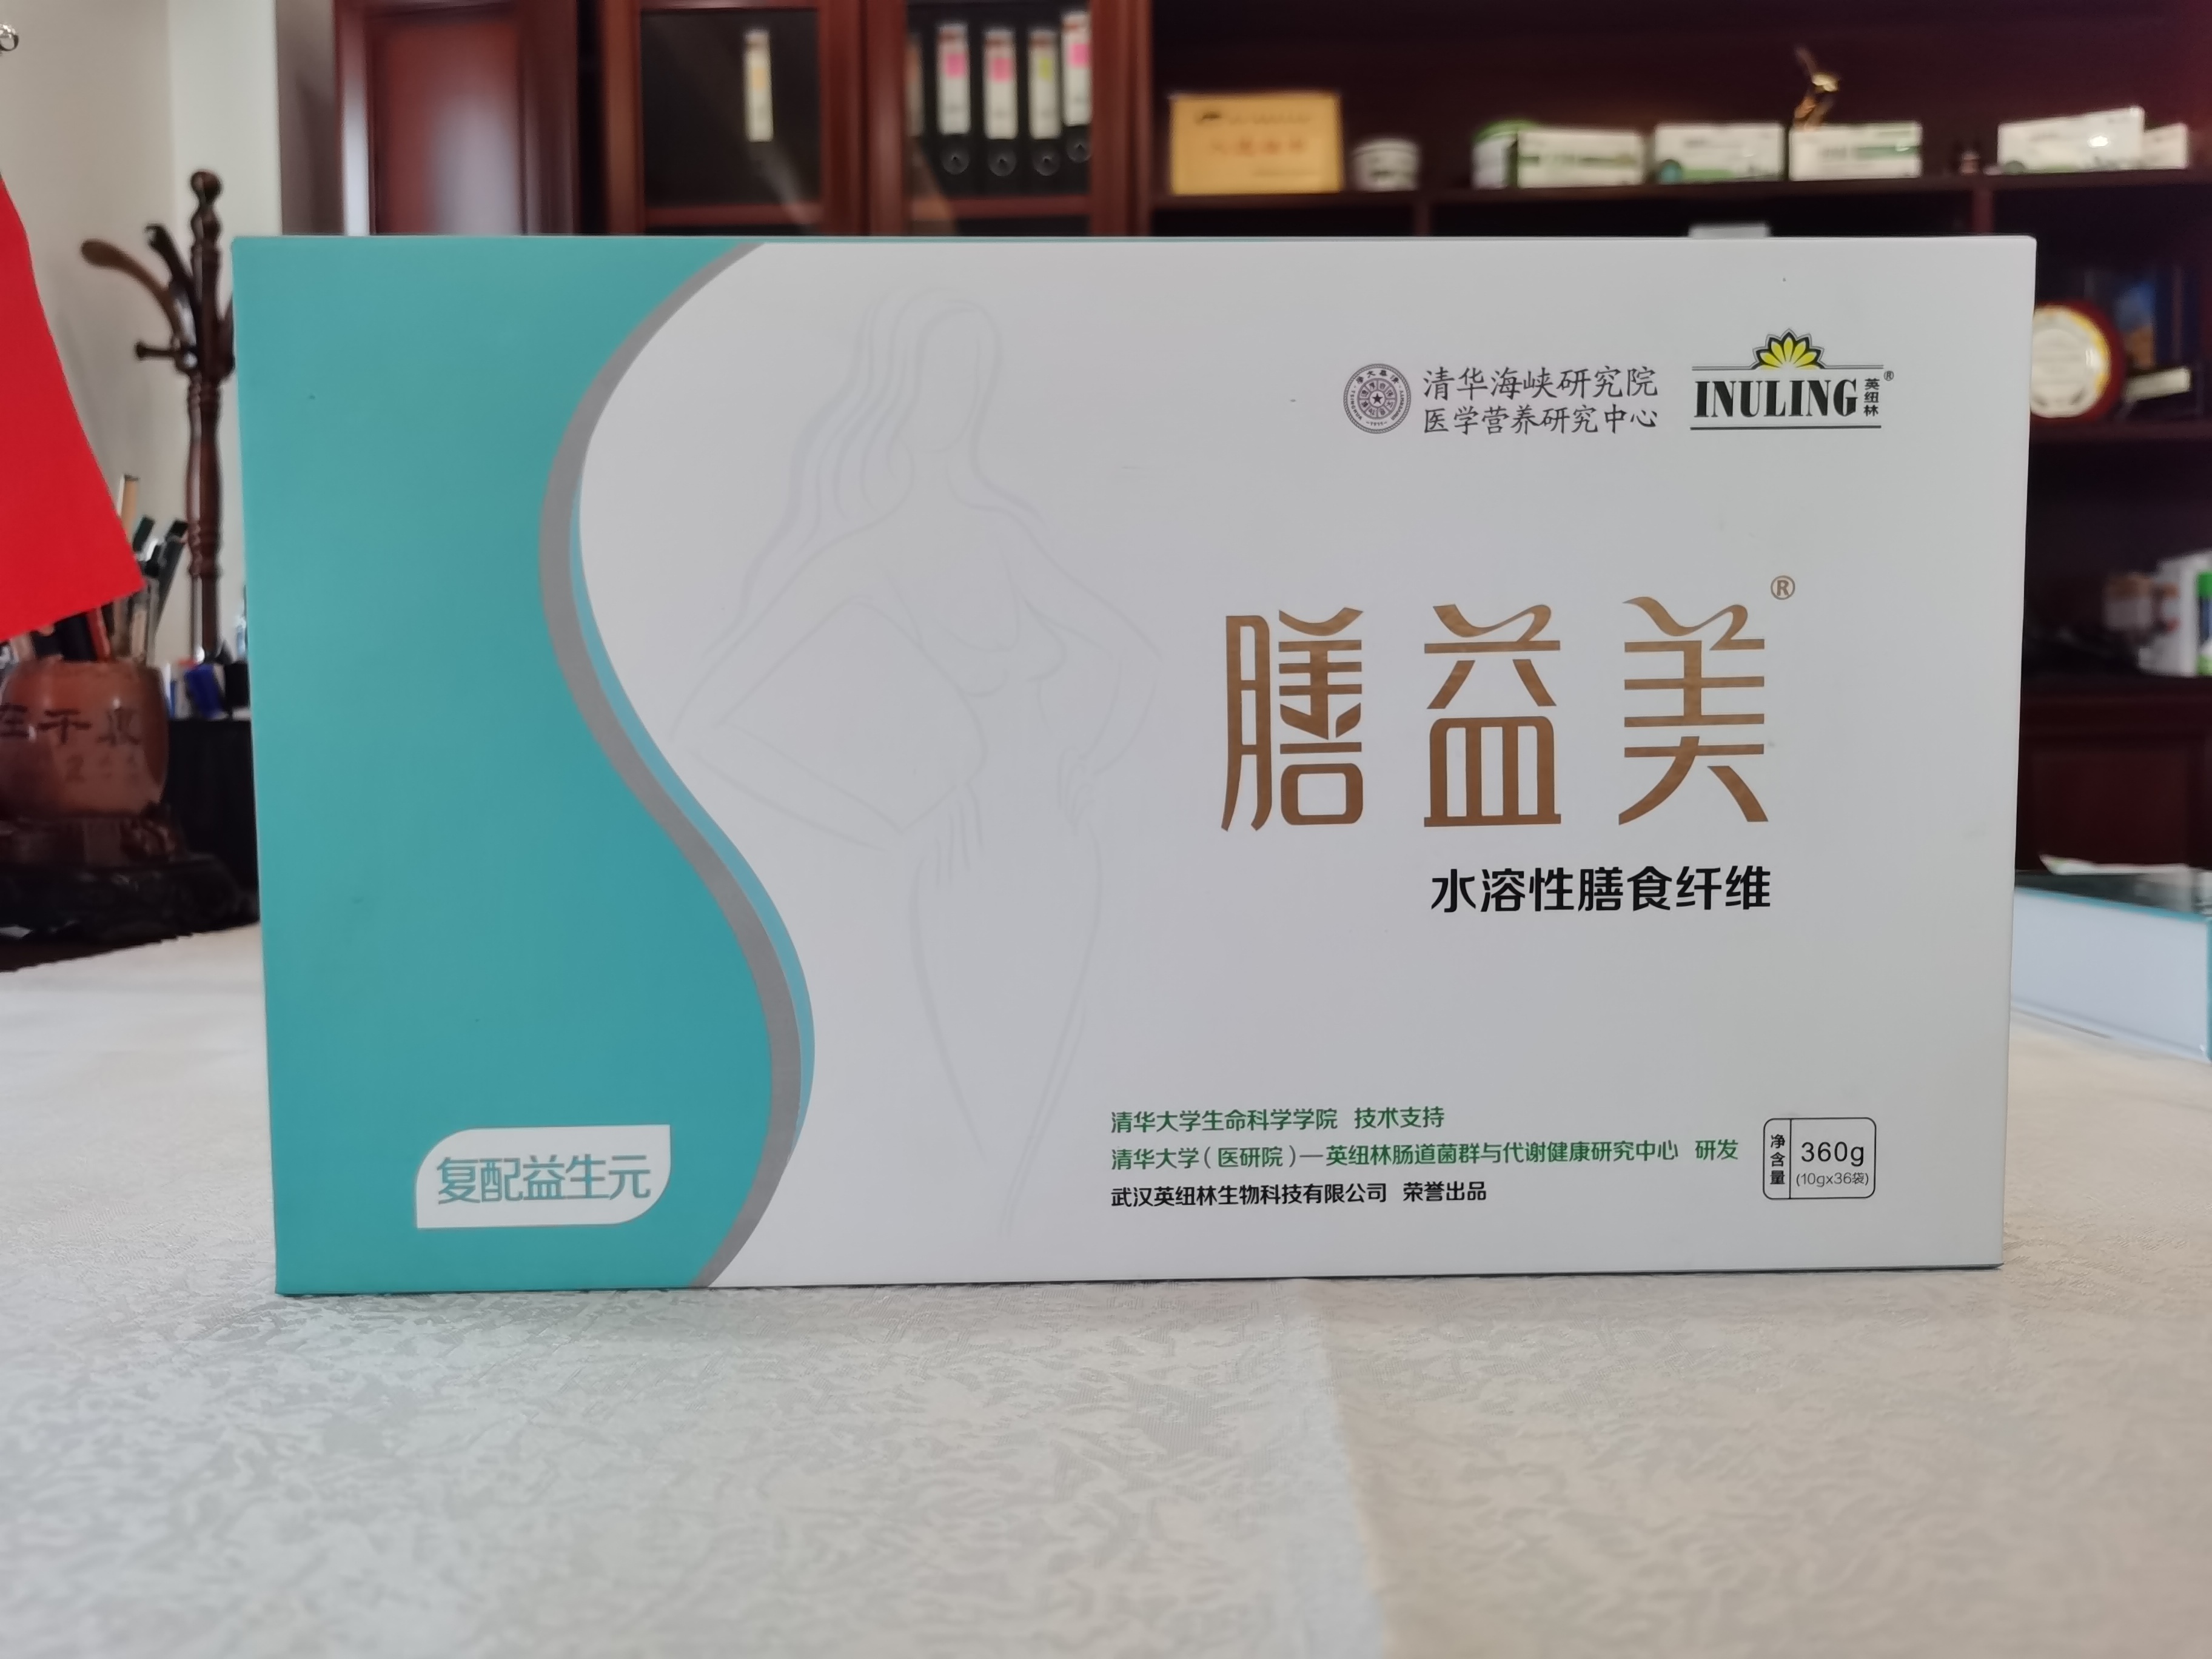 清华海峡研究院
医学营养研究中心
INULING
英纽林
®
膳益美®
水溶性膳食纤维
复配益生元
清华大学生命科学学院 技术支持
清华大学(医研院)—英纽林肠道菌群与代谢健康研究中心 研发
武汉英纽林生物科技有限公司 荣誉出品
净含量
360g
(10gx36袋)